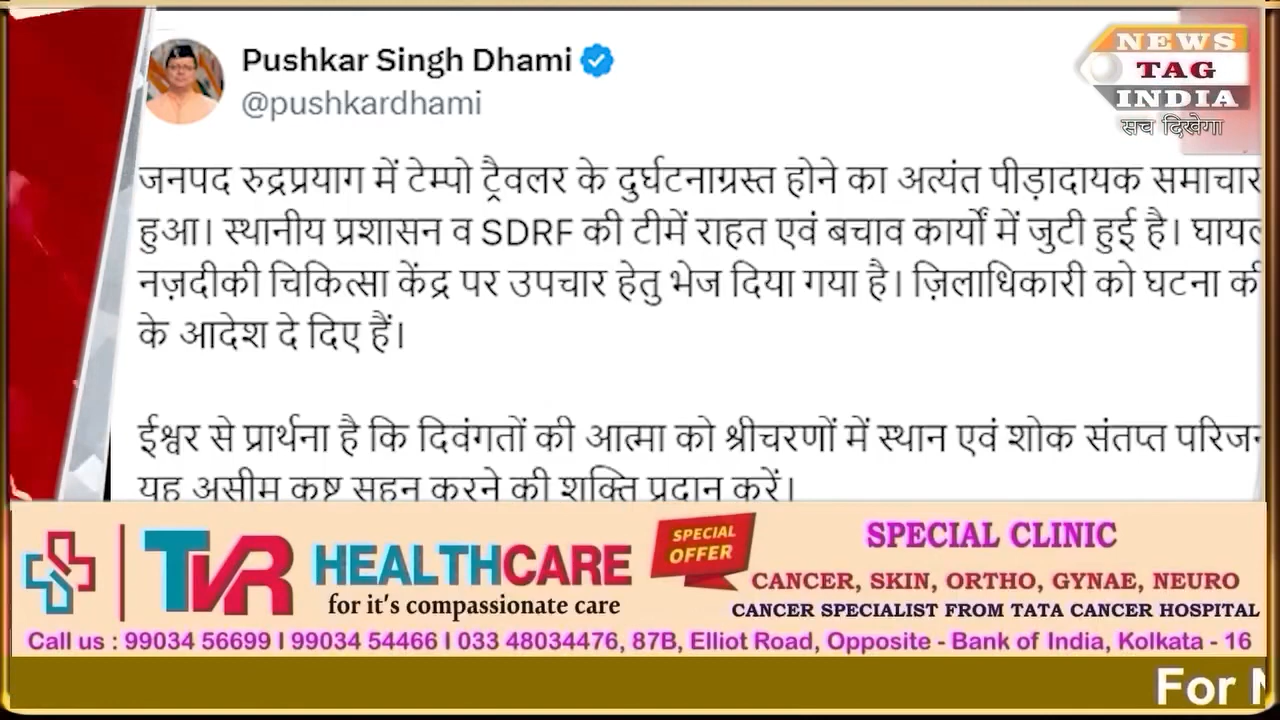 Pushkar Singh Dhami
@pushkardhami
NEWS
TAG
INDIA
सच दिखेगा
जनपद रुद्रप्रयाग में टेम्पो ट्रैवलर के दुर्घटनाग्रस्त होने का अत्यंत पीड़ादायक समाचार
हुआ। स्थानीय प्रशासन व SDRF की टीमें राहत एवं बचाव कार्यों में जुटी हुई है।
नज़दीकी चिकित्सा केंद्र पर उपचार हेतु भेज दिया गया है। ज़िलाधिकारी को घटना की
के आदेश दे दिए हैं।
ईश्वर से प्रार्थना है कि दिवंगतों की आत्मा को श्रीचरणों में स्थान एवं शोक संतप्त
यह असीम कष्ट सहन करने की शक्ति प्रदान करें।
TVR HEALTHCARE
for it's compassionate care
SPECIAL
OFFER
SPECIAL CLINIC
CANCER, SKIN, ORTHO, GYNAE, NEURO
CANCER SPECIALIST FROM TATA CANCER HOSPITAL
Call us : 99034 56699 I 99034 54466 I 033 48034476, 87B, Elliot Road, Opposite - Bank of India, Kolkata - 16
For